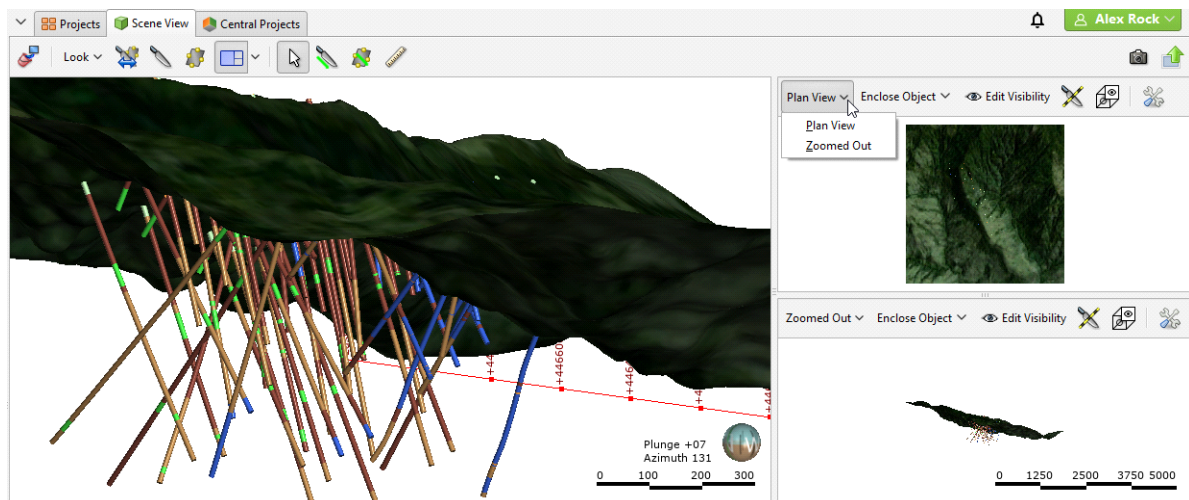 Projects
Scene View
Central Projects
Alex Rock
Look
Plan View
Enclose Object
Edit Visibility
Plan View
Zoomed Out
+44660
Plunge +07
Azimuth 131
0 100 200 300
Zoomed Out
Enclose Object
Edit Visibility
0 1250 2500 3750 5000